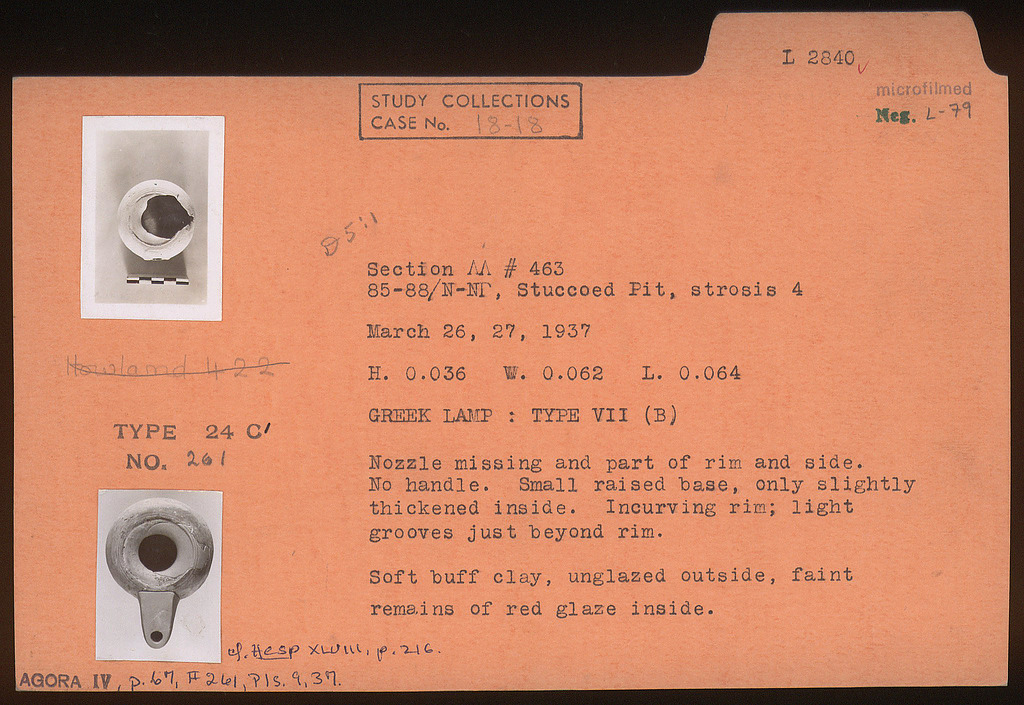 L 2840
microfilmed
Neg. L-79
STUDY COLLECTIONS
CASE No. 18-18
D 5:1
Section ΛΛ # 463
85-88/Ν-ΝΓ, Stuccoed Pit, strosis 4
March 26, 27, 1937
H. 0.036 W. 0.062 L. 0.064
GREEK LAMP : TYPE VII (B)
Nozzle missing and part of rim and side.
No handle. Small raised base, only slightly
thickened inside. Incurving rim; light
grooves just beyond rim.
Soft buff clay, unglazed outside, faint
remains of red glaze inside.
Howland 422
TYPE 24 C'
NO. 261
cf. Hesp XLVIII, p. 216.
AGORA IV, p. 67, # 261, Pls. 9, 37.